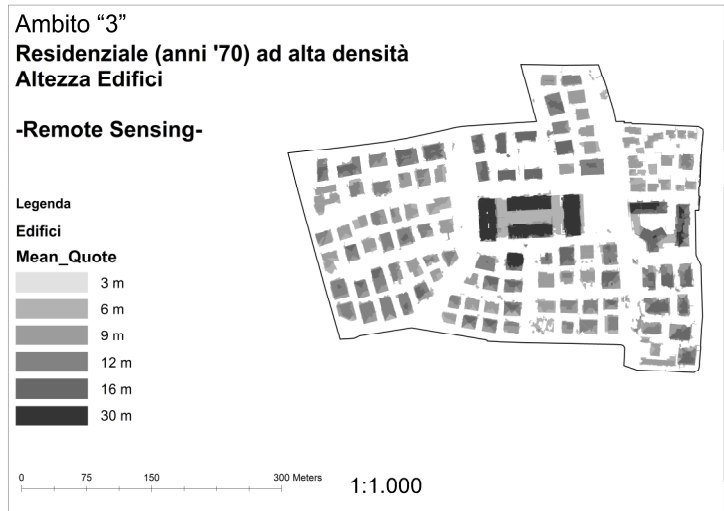 Ambito “3”
Residenziale (anni '70) ad alta densità
Altezza Edifici
-Remote Sensing-
Legenda
Edifici
Mean_Quote
3 m
6 m
9 m
12 m
16 m
30 m
0 75 150 300 Meters
1:1.000